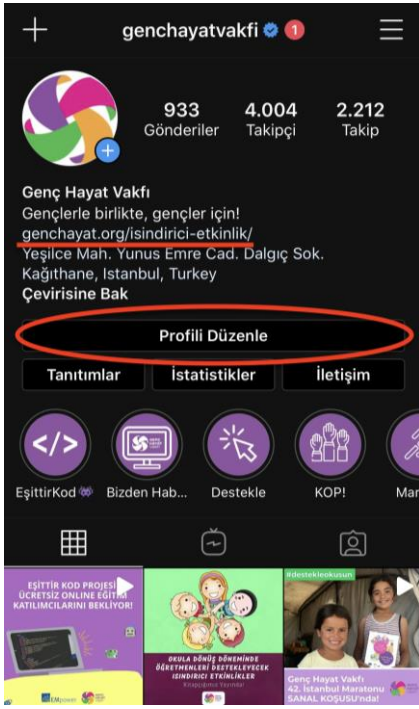 genchayatvakfi 1
933 4.004 2.212
Gönderiler Takipçi Takip
Genç Hayat Vakfı
Gençlerle birlikte, gençler için!
genchayat.org/isindirici-etkinlik/
Yeşilce Mah. Yunus Emre Cad. Dalgıç Sok.
Kağıthane, Istanbul, Turkey
Çevirisine Bak
Profili Düzenle
Tanıtımlar İstatistikler İletişim
</>
EşittirKod Bizden Hab... Destekle KOP! Mar
EŞİTTİR KOD PROJESİ
ÜCRETSİZ ONLINE EĞİTİM
KATILIMCILARINI BEKLİYOR!
EMpower
OKULA DÖNÜŞ DÖNEMİNDE
ÖĞRETMENLERİ DESTEKLEYECEK
ISINDIRICI ETKİNLİKLER
Kitapçığımız Yayında!
#destekleokusun
Genç Hayat Vakfı
42. İstanbul Maratonu
SANAL KOŞUSU'nda!